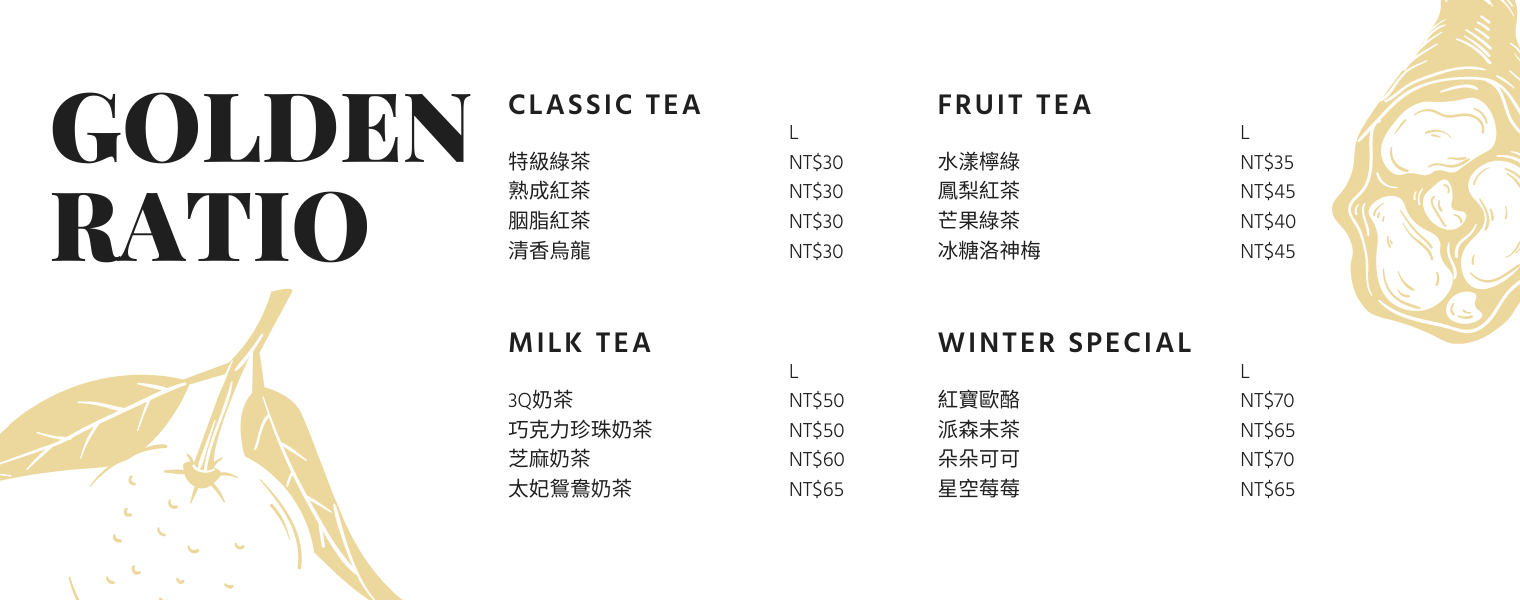 GOLDEN
RATIO
CLASSIC TEA
L
特級綠茶 NT$30
熟成紅茶 NT$30
胭脂紅茶 NT$30
清香烏龍 NT$30
FRUIT TEA
L
水漾檸綠 NT$35
鳳梨紅茶 NT$45
芒果綠茶 NT$40
冰糖洛神梅 NT$45
MILK TEA
L
3Q奶茶 NT$50
巧克力珍珠奶茶 NT$50
芝麻奶茶 NT$60
太妃鴛鴦奶茶 NT$65
WINTER SPECIAL
L
紅寶歐酪 NT$70
派森末茶 NT$65
朵朵可可 NT$70
星空莓莓 NT$65